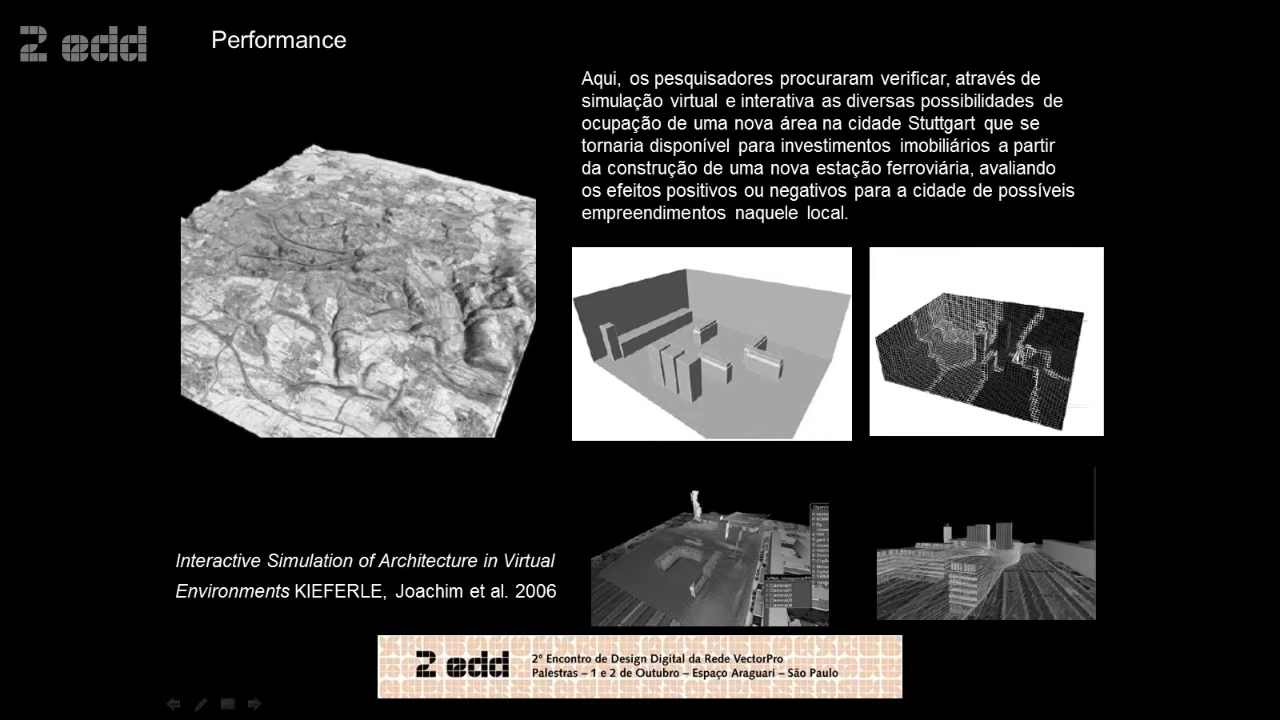 2 edd
Performance
Aqui, os pesquisadores procuraram verificar, através de
simulação virtual e interativa as diversas possibilidades de
ocupação de uma nova área na cidade Stuttgart que se
tornaria disponível para investimentos imobiliários a partir
da construção de uma nova estação ferroviária, avaliando
os efeitos positivos ou negativos para a cidade de possíveis
empreendimentos naquele local.
Interactive Simulation of Architecture in Virtual
Environments KIEFERLE, Joachim et al. 2006
2 edd
2º Encontro de Design Digital da Rede VectorPro
Palestras – 1 e 2 de Outubro – Espaço Araguari – São Paulo